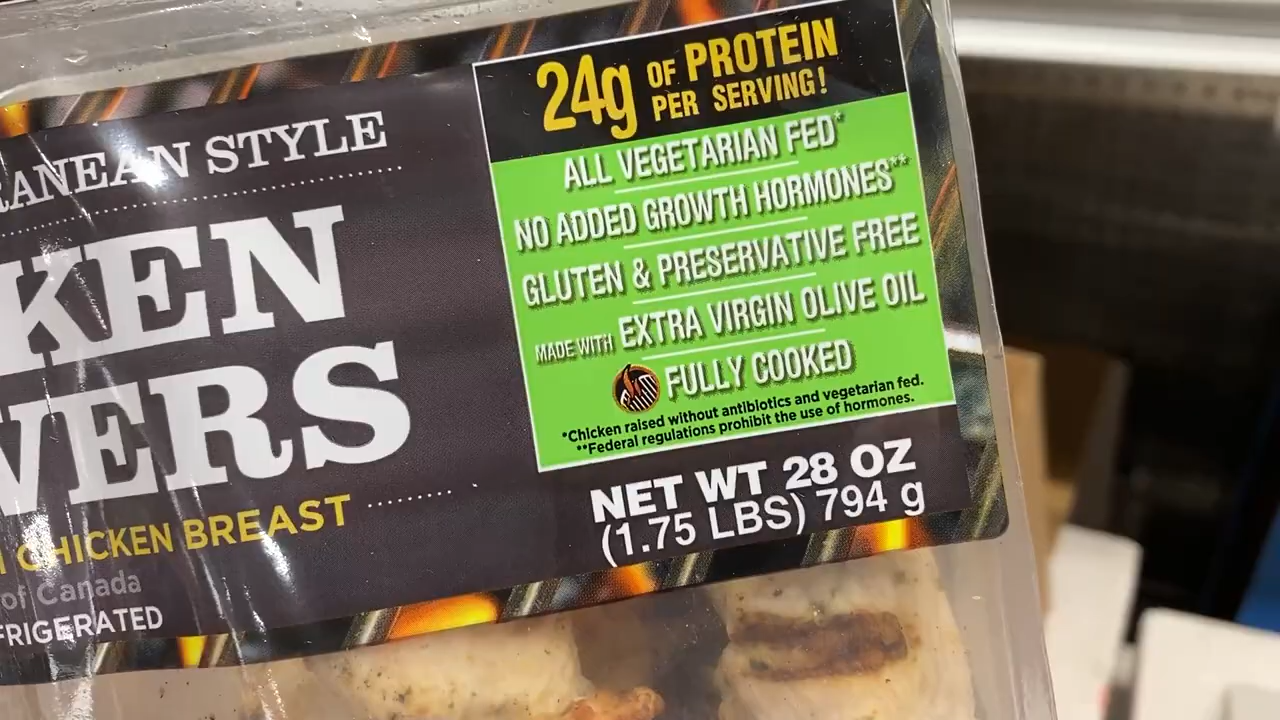 RANEAN STYLE
KEN
VERS
CHICKEN BREAST
of Canada
FRIGERATED
24g OF PROTEIN
PER SERVING!
ALL VEGETARIAN FED*
NO ADDED GROWTH HORMONES**
GLUTEN & PRESERVATIVE FREE
MADE WITH EXTRA VIRGIN OLIVE OIL
FULLY COOKED
*Chicken raised without antibiotics and vegetarian fed.
**Federal regulations prohibit the use of hormones.
NET WT 28 OZ
(1.75 LBS) 794 g